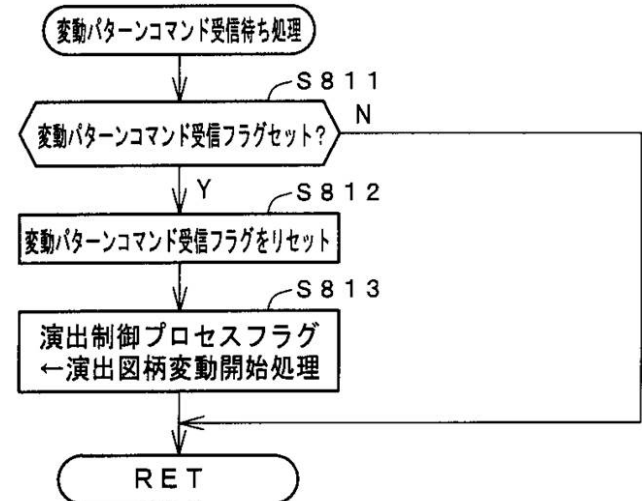 変動パターンコマンド受信待ち処理
S811
変動パターンコマンド受信フラグセット?
N
Y
S812
変動パターンコマンド受信フラグをリセット
S813
演出制御プロセスフラグ
←演出図柄変動開始処理
RET